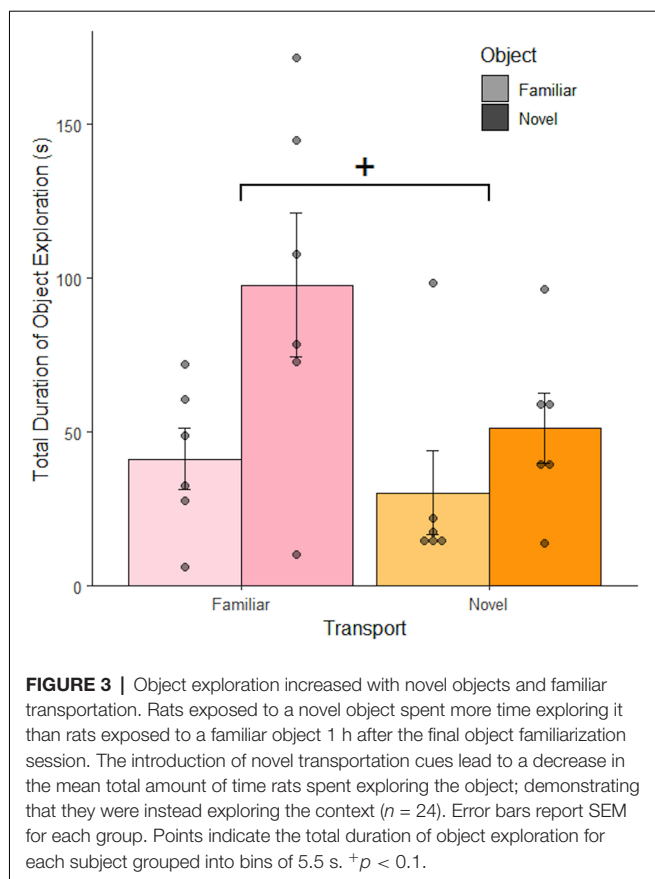 Object
Familiar
Novel
+
Total Duration of Object Exploration (s)
150
100
50
0
Familiar
Novel
Transport
FIGURE 3 | Object exploration increased with novel objects and familiar
transportation. Rats exposed to a novel object spent more time exploring it
than rats exposed to a familiar object 1 h after the final object familiarization
session. The introduction of novel transportation cues lead to a decrease in
the mean total amount of time rats spent exploring the object; demonstrating
that they were instead exploring the context (n = 24). Error bars report SEM
for each group. Points indicate the total duration of object exploration for
each subject grouped into bins of 5.5 s. +p < 0.1.